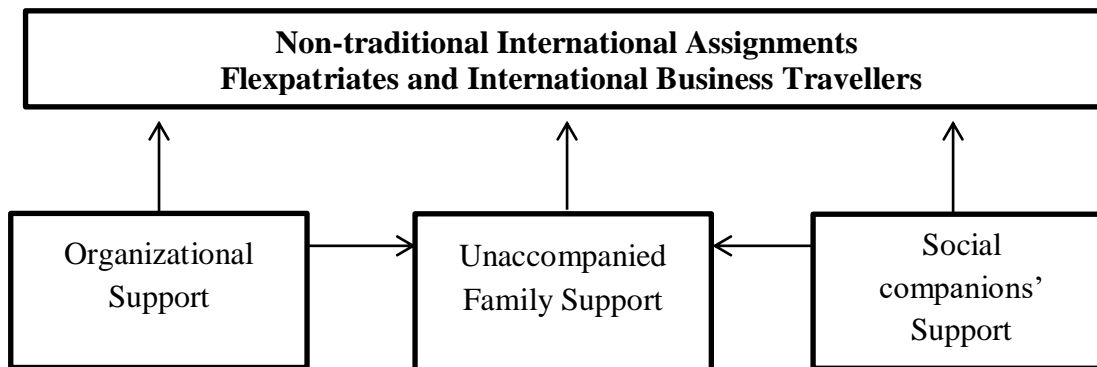 Non-traditional International Assignments
Flexpatriates and International Business Travellers
Organizational
Support
Unaccompanied
Family Support
Social
companions’
Support